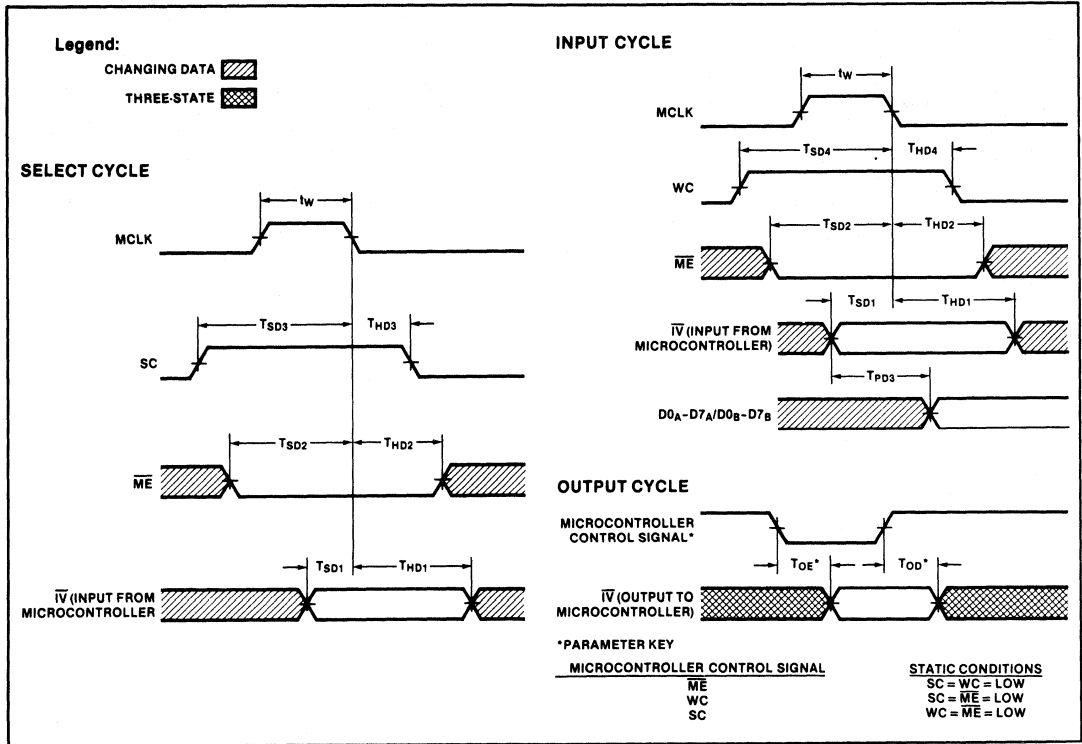 Legend:
CHANGING DATA
THREE-STATE
SELECT CYCLE
tW
MCLK
TSD3
THD3
SC
TSD2
THD2
ME
TSD1
THD1
IV (INPUT FROM
MICROCONTROLLER
INPUT CYCLE
tW
MCLK
TSD4
THD4
WC
TSD2
THD2
ME
TSD1
THD1
IV (INPUT FROM
MICROCONTROLLER)
TPD3
D0A-D7A/D0B-D7B
OUTPUT CYCLE
MICROCONTROLLER
CONTROL SIGNAL*
TOE*
TOD*
IV (OUTPUT TO
MICROCONTROLLER)
*PARAMETER KEY
MICROCONTROLLER CONTROL SIGNAL STATIC CONDITIONS
ME SC = WC = LOW
WC SC = ME = LOW
SC WC = ME = LOW